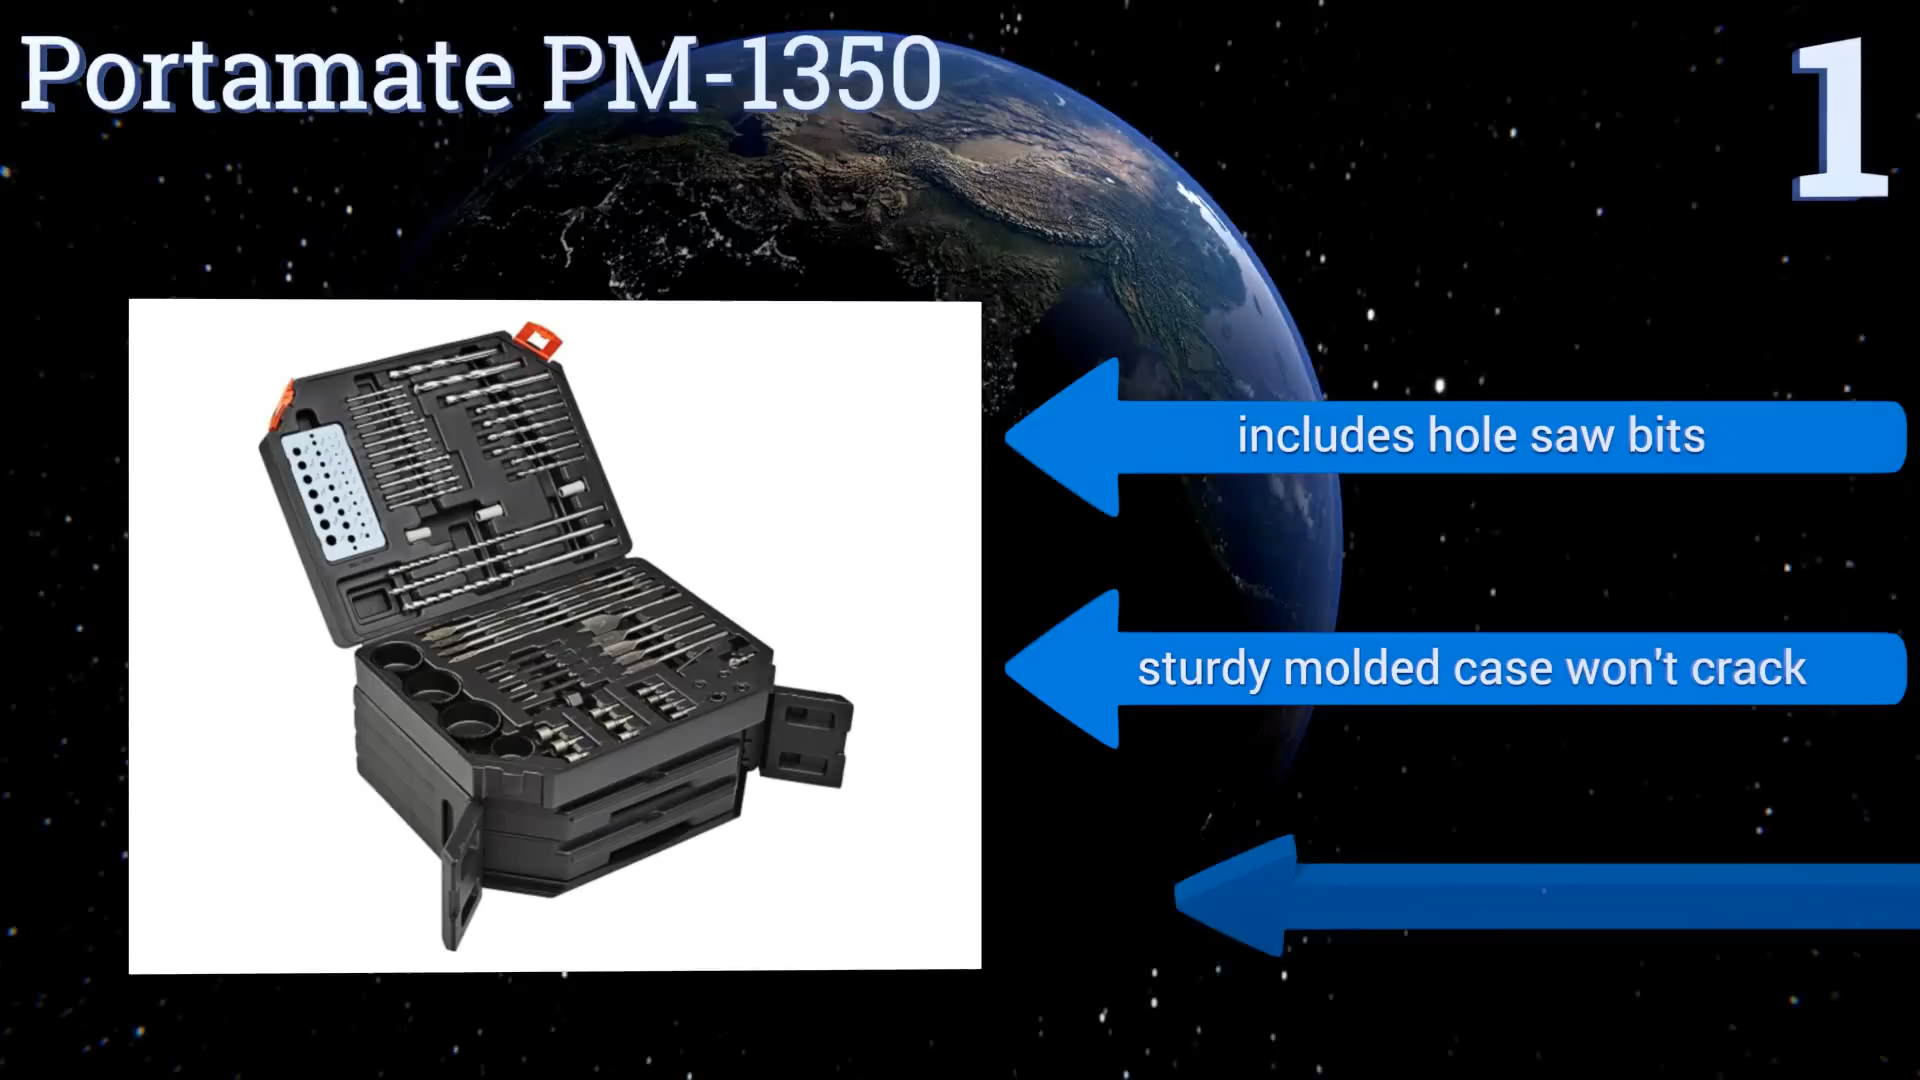 Portamate PM-1350
1
includes hole saw bits
sturdy molded case won't crack